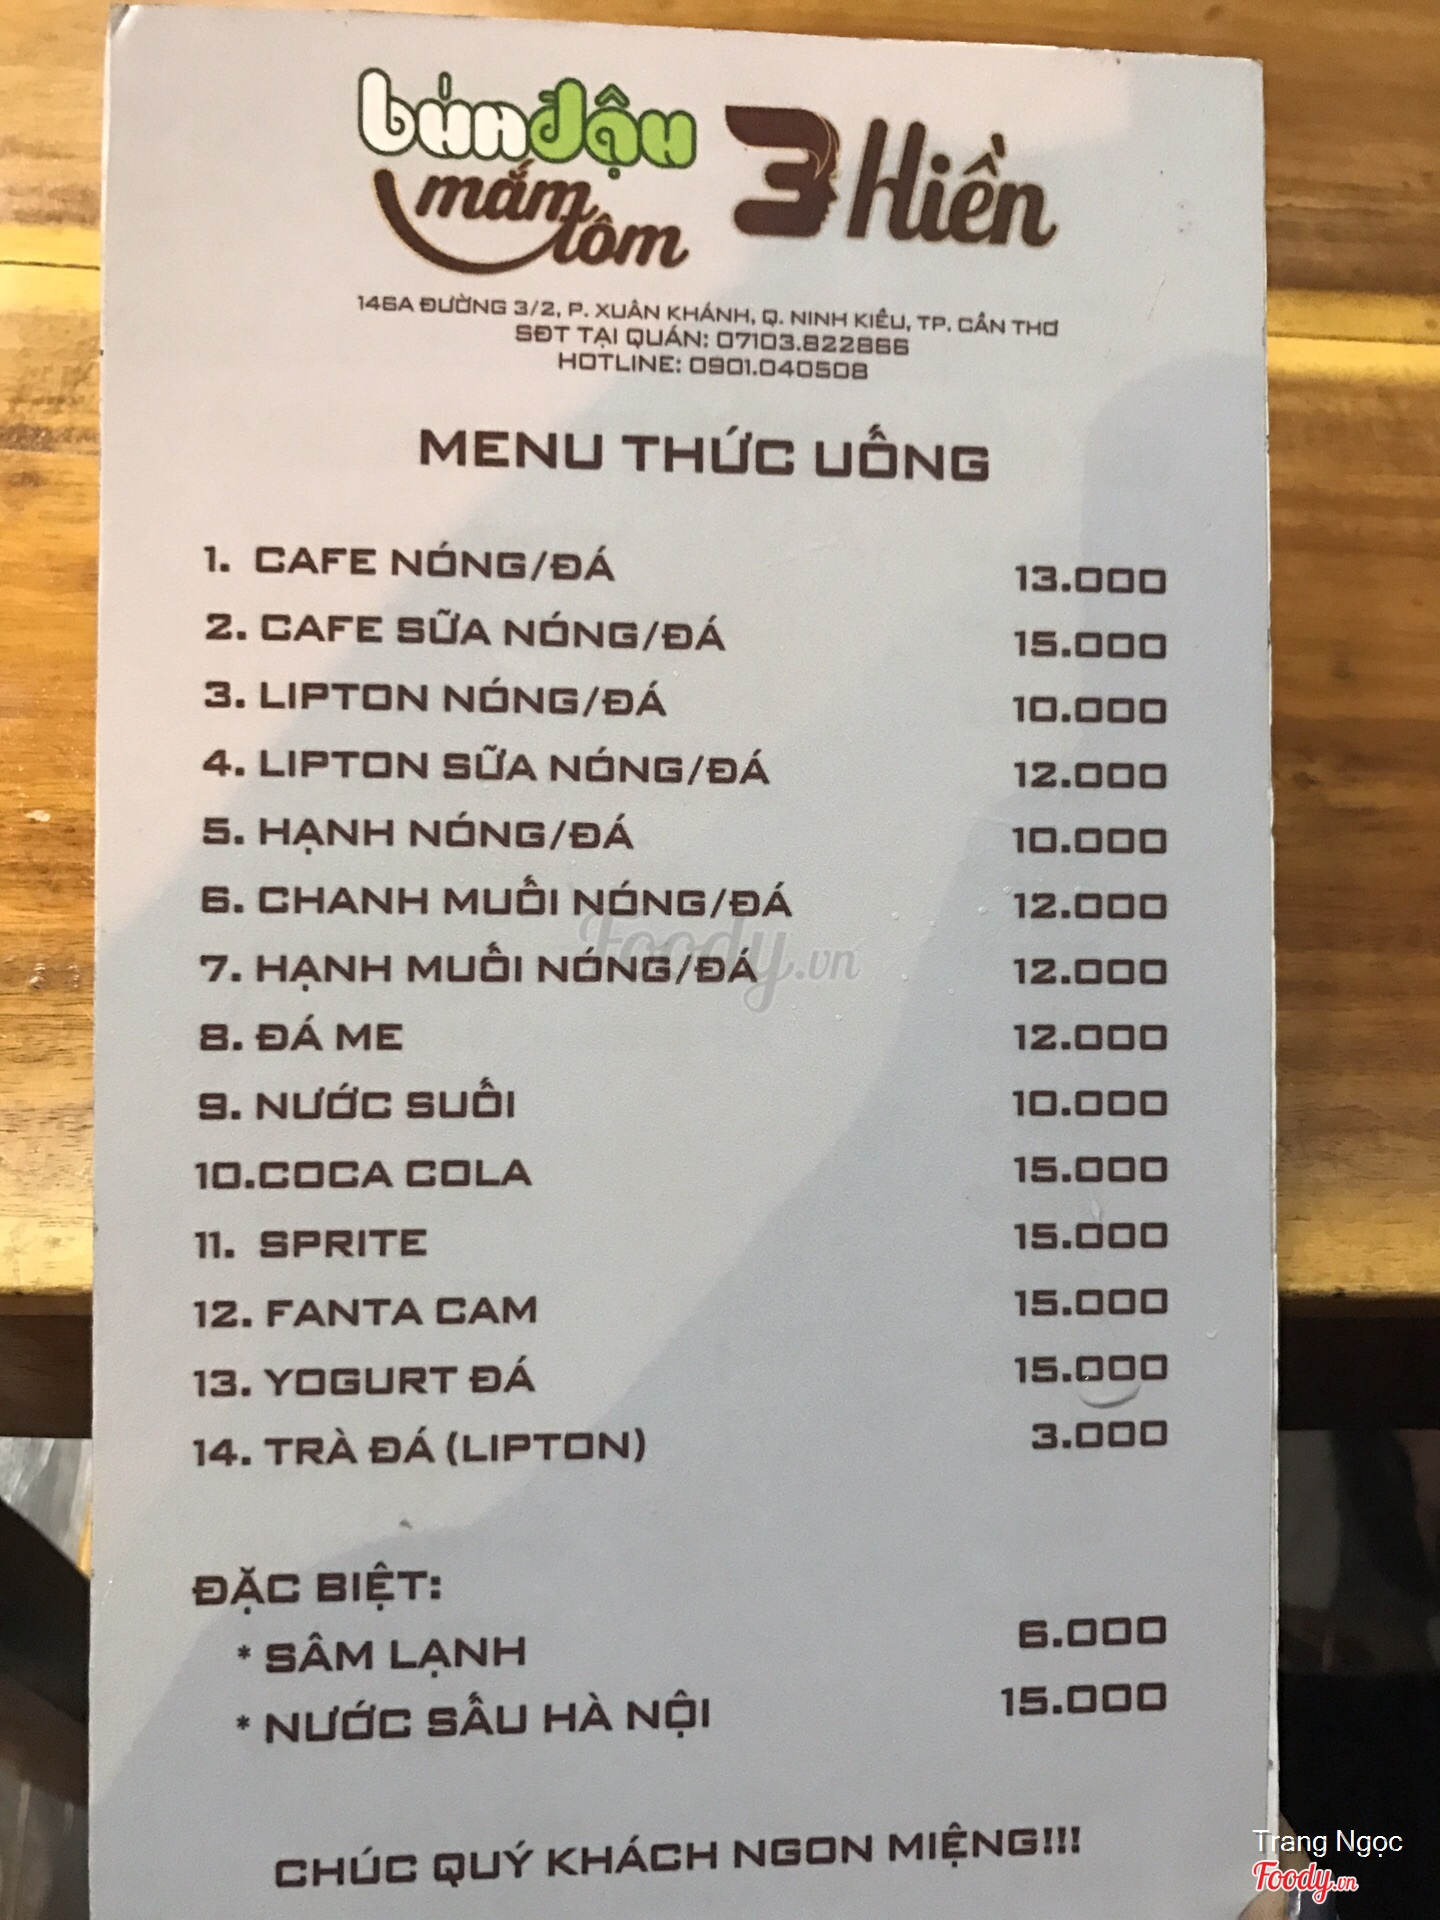 bún đậu
mắm tôm
3 Hiền
146A ĐƯỜNG 3/2, P. XUÂN KHÁNH, Q. NINH KIỀU, TP. CẦN THƠ
SĐT TẠI QUÁN: 07103.822866
HOTLINE: 0901.040508
MENU THỨC UỐNG
1. CAFE NÓNG/ĐÁ 13.000
2. CAFE SỮA NÓNG/ĐÁ 15.000
3. LIPTON NÓNG/ĐÁ 10.000
4. LIPTON SỮA NÓNG/ĐÁ 12.000
5. HẠNH NÓNG/ĐÁ 10.000
6. CHANH MUỐI NÓNG/ĐÁ 12.000
7. HẠNH MUỐI NÓNG/ĐÁ 12.000
8. ĐÁ ME 12.000
9. NƯỚC SUỐI 10.000
10.COCA COLA 15.000
11. SPRITE 15.000
12. FANTA CAM 15.000
13. YOGURT ĐÁ 15.000
14. TRÀ ĐÁ (LIPTON) 3.000
ĐẶC BIỆT:
* SÂM LẠNH 6.000
* NƯỚC SẤU HÀ NỘI 15.000
CHÚC QUÝ KHÁCH NGON MIỆNG!!!
Foody.vn
Trang Ngọc
Foody.vn